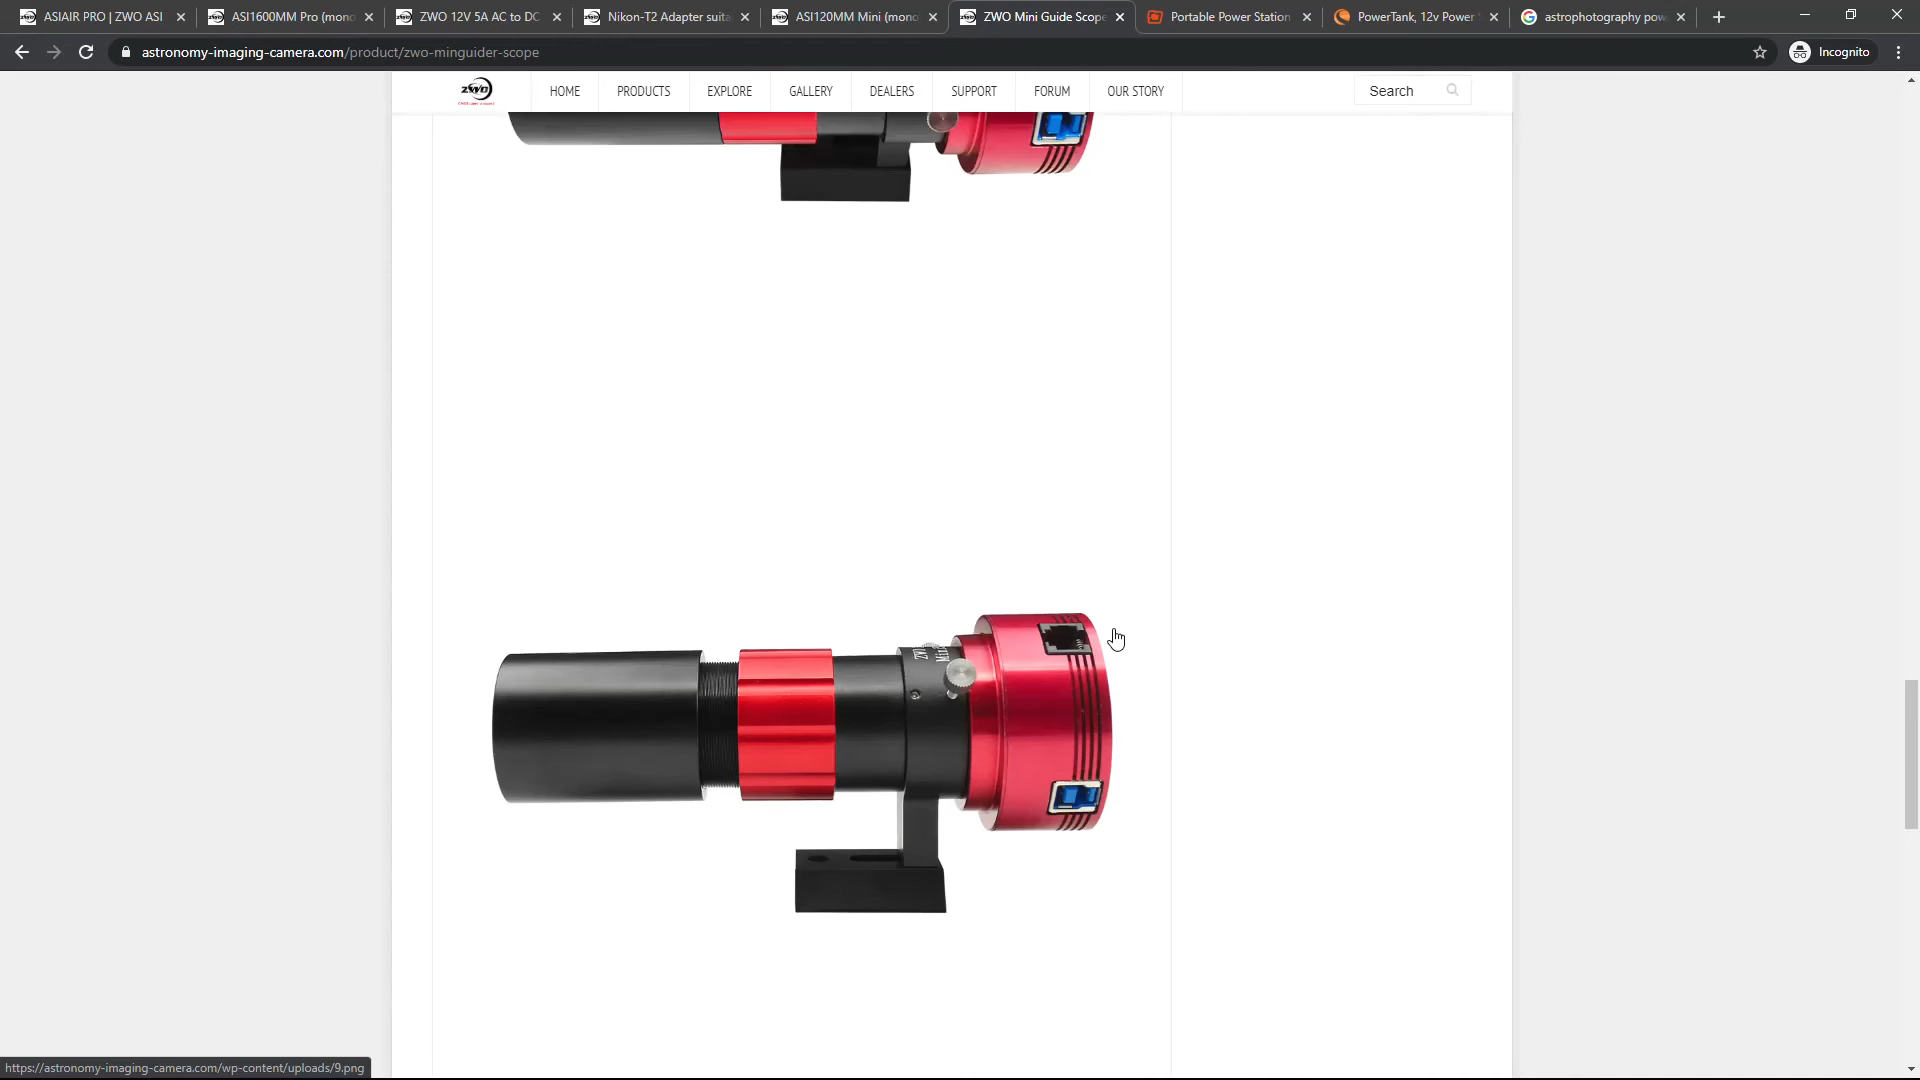 ASIAIR PRO | ZWO ASI
ASI1600MM Pro (mono
ZWO 12V 5A AC to DC
Nikon-T2 Adapter suita
ASI120MM Mini (mono
ZWO Mini Guide Scope
Portable Power Station
PowerTank, 12v Power
astrophotography pow
astronomy-imaging-camera.com/product/zwo-minguider-scope
Incognito
ZWO
HOME
PRODUCTS
EXPLORE
GALLERY
DEALERS
SUPPORT
FORUM
OUR STORY
Search
https://astronomy-imaging-camera.com/wp-content/uploads/9.png